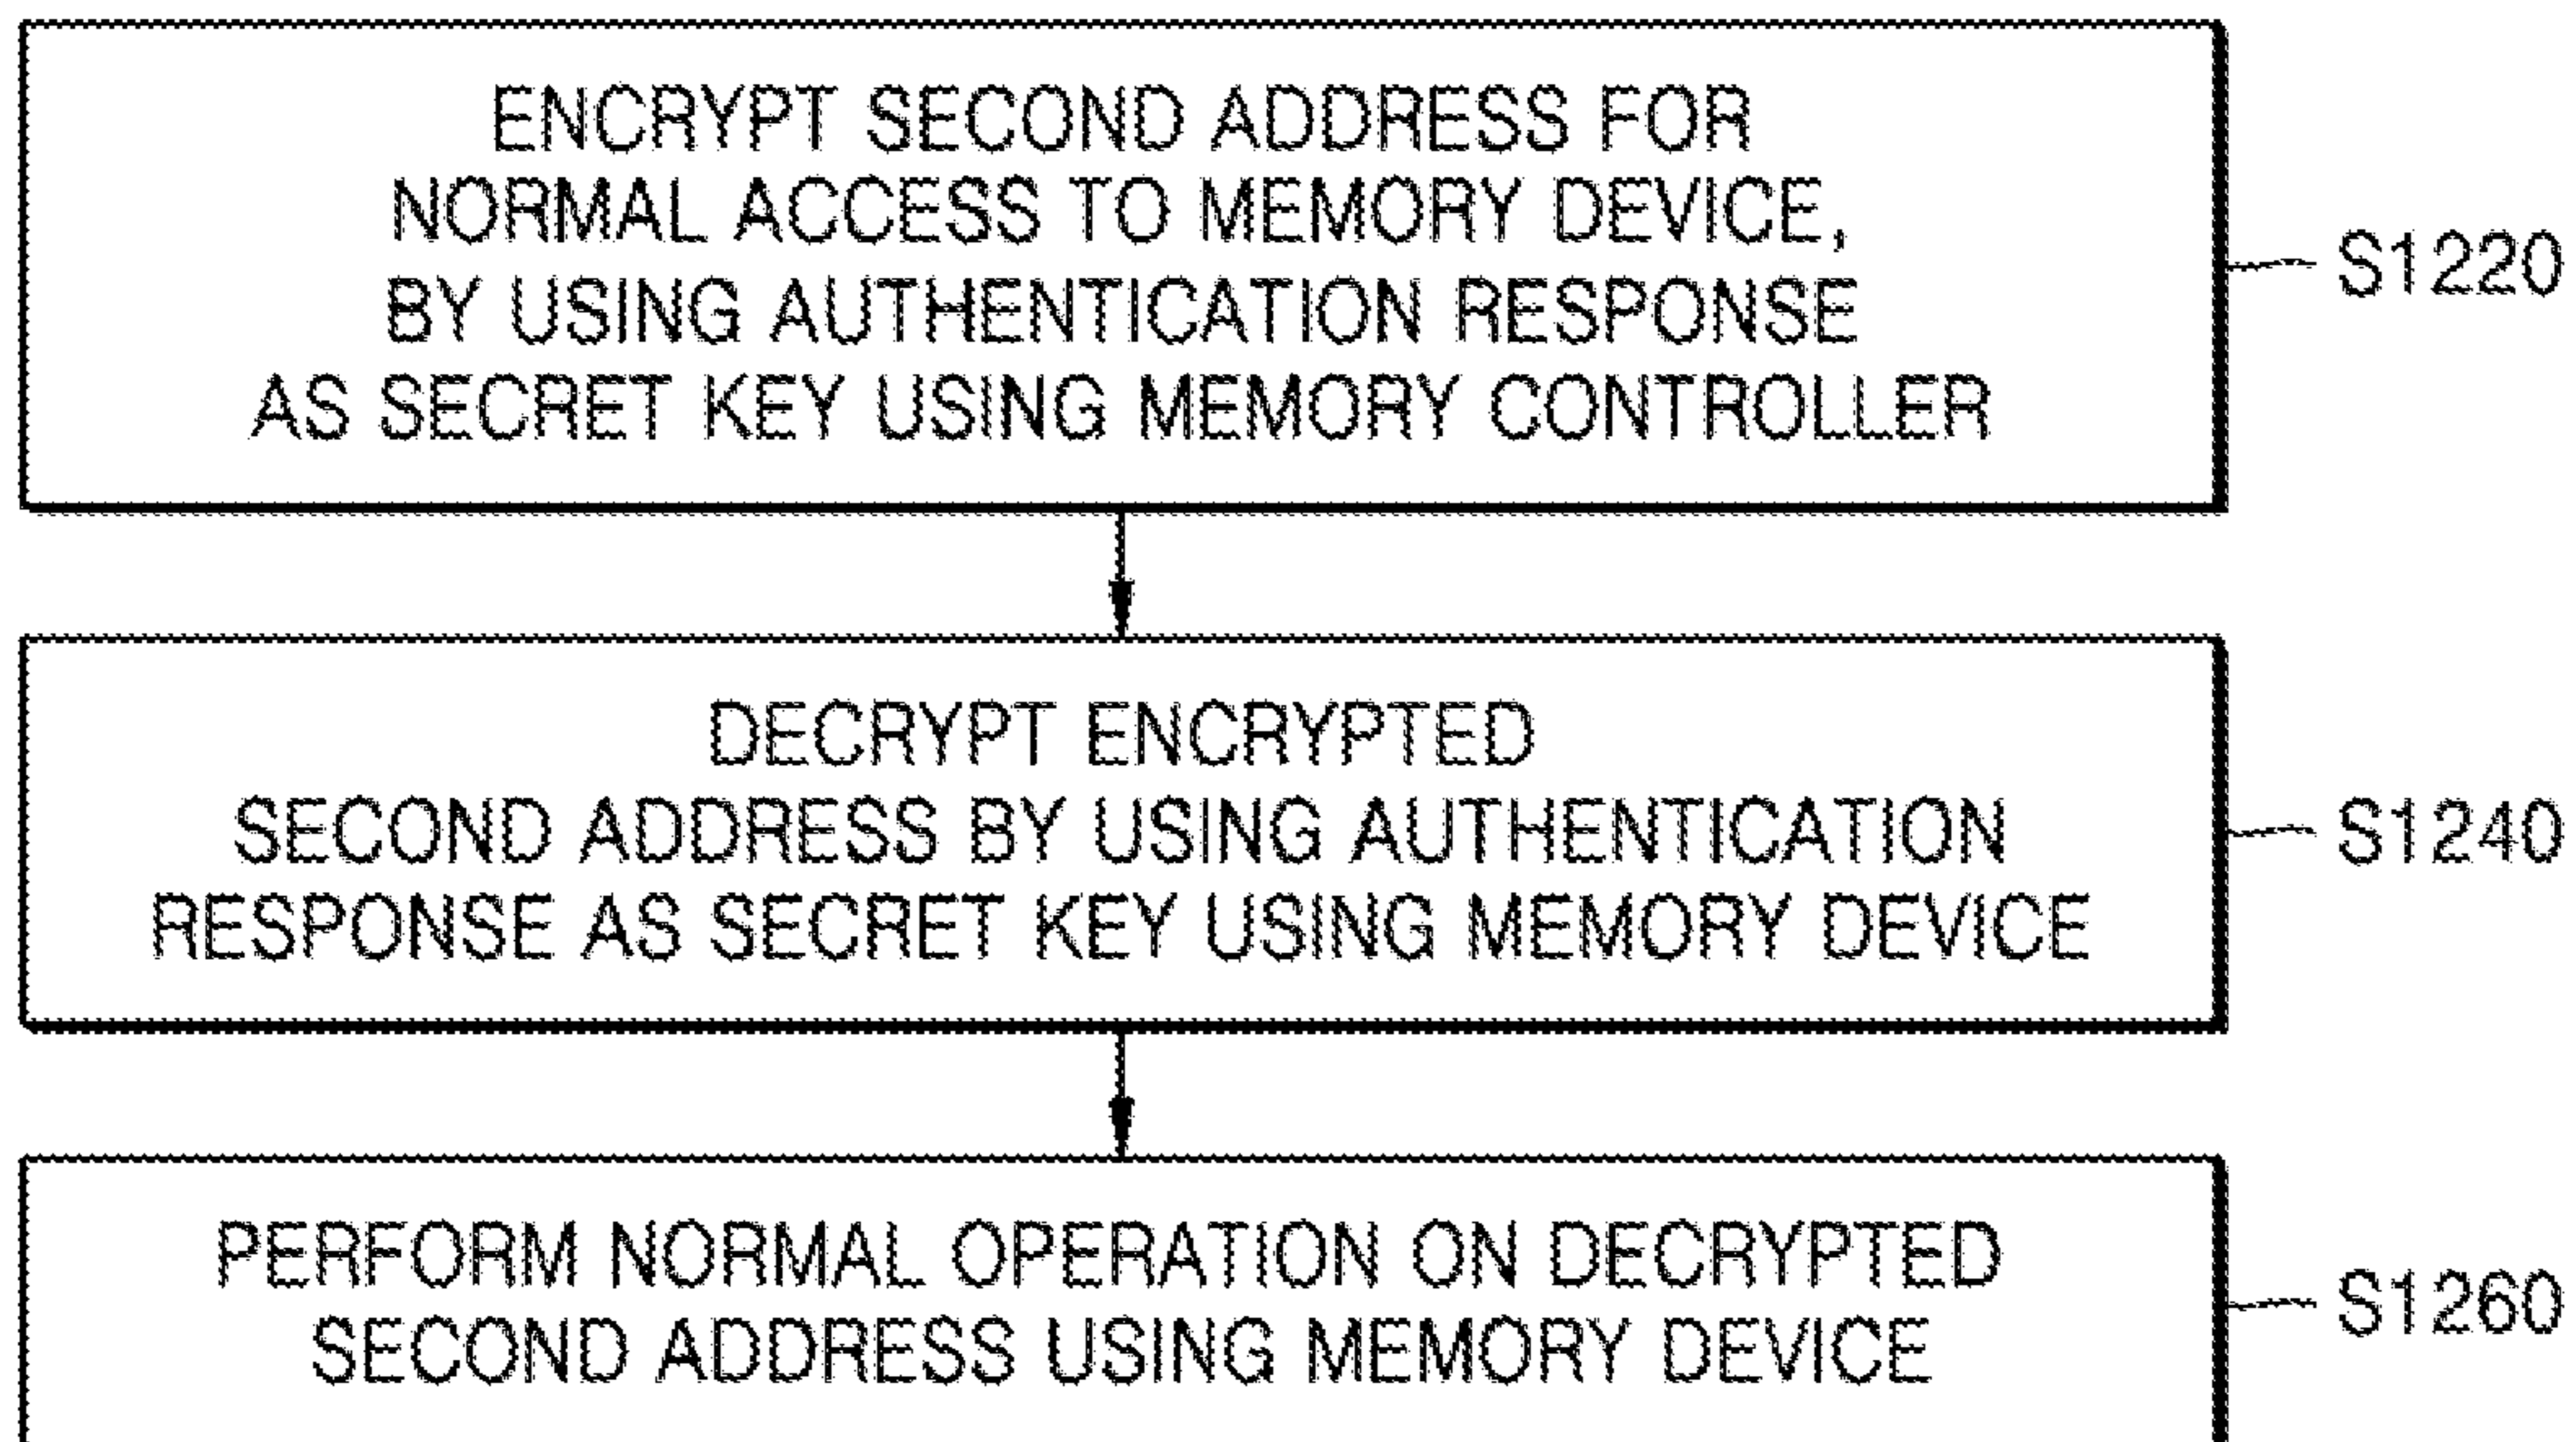 ENCRYPT SECOND ADDRESS FOR
NORMAL ACCESS TO MEMORY DEVICE,
BY USING AUTHENTICATION RESPONSE
AS SECRET KEY USING MEMORY CONTROLLER
S1220
DECRYPT ENCRYPTED
SECOND ADDRESS BY USING AUTHENTICATION
RESPONSE AS SECRET KEY USING MEMORY DEVICE
S1240
PERFORM NORMAL OPERATION ON DECRYPTED
SECOND ADDRESS USING MEMORY DEVICE
S1260